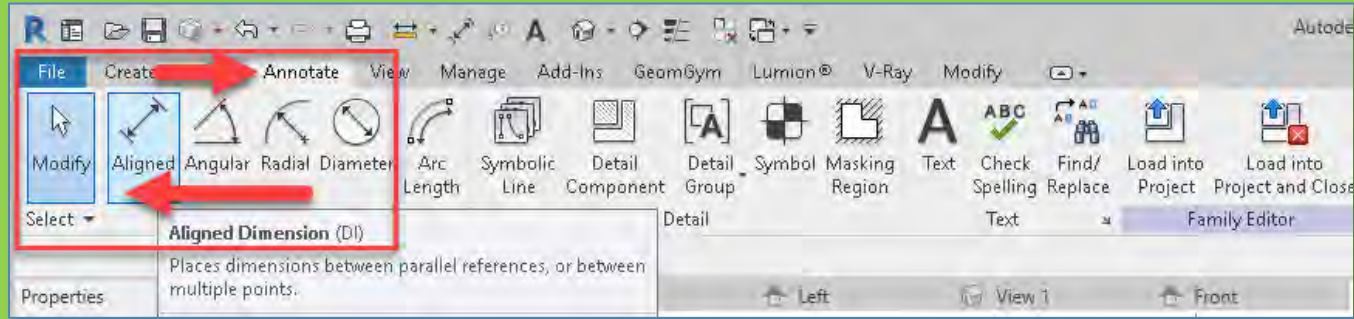 R A Autode
File Create Annotate View Manage Add-Ins GeomGym Lumion® V-Ray Modify
ABC
Modify Aligned Angular Radial Diameter Arc Length Symbolic Line Detail Component Detail Group Symbol Masking Region Text Check Spelling Find/ Replace Load into Project Load into Project and Close
Select Detail Text Family Editor
Aligned Dimension (DI)
Places dimensions between parallel references, or between
multiple points.
Properties Left View 1 Front